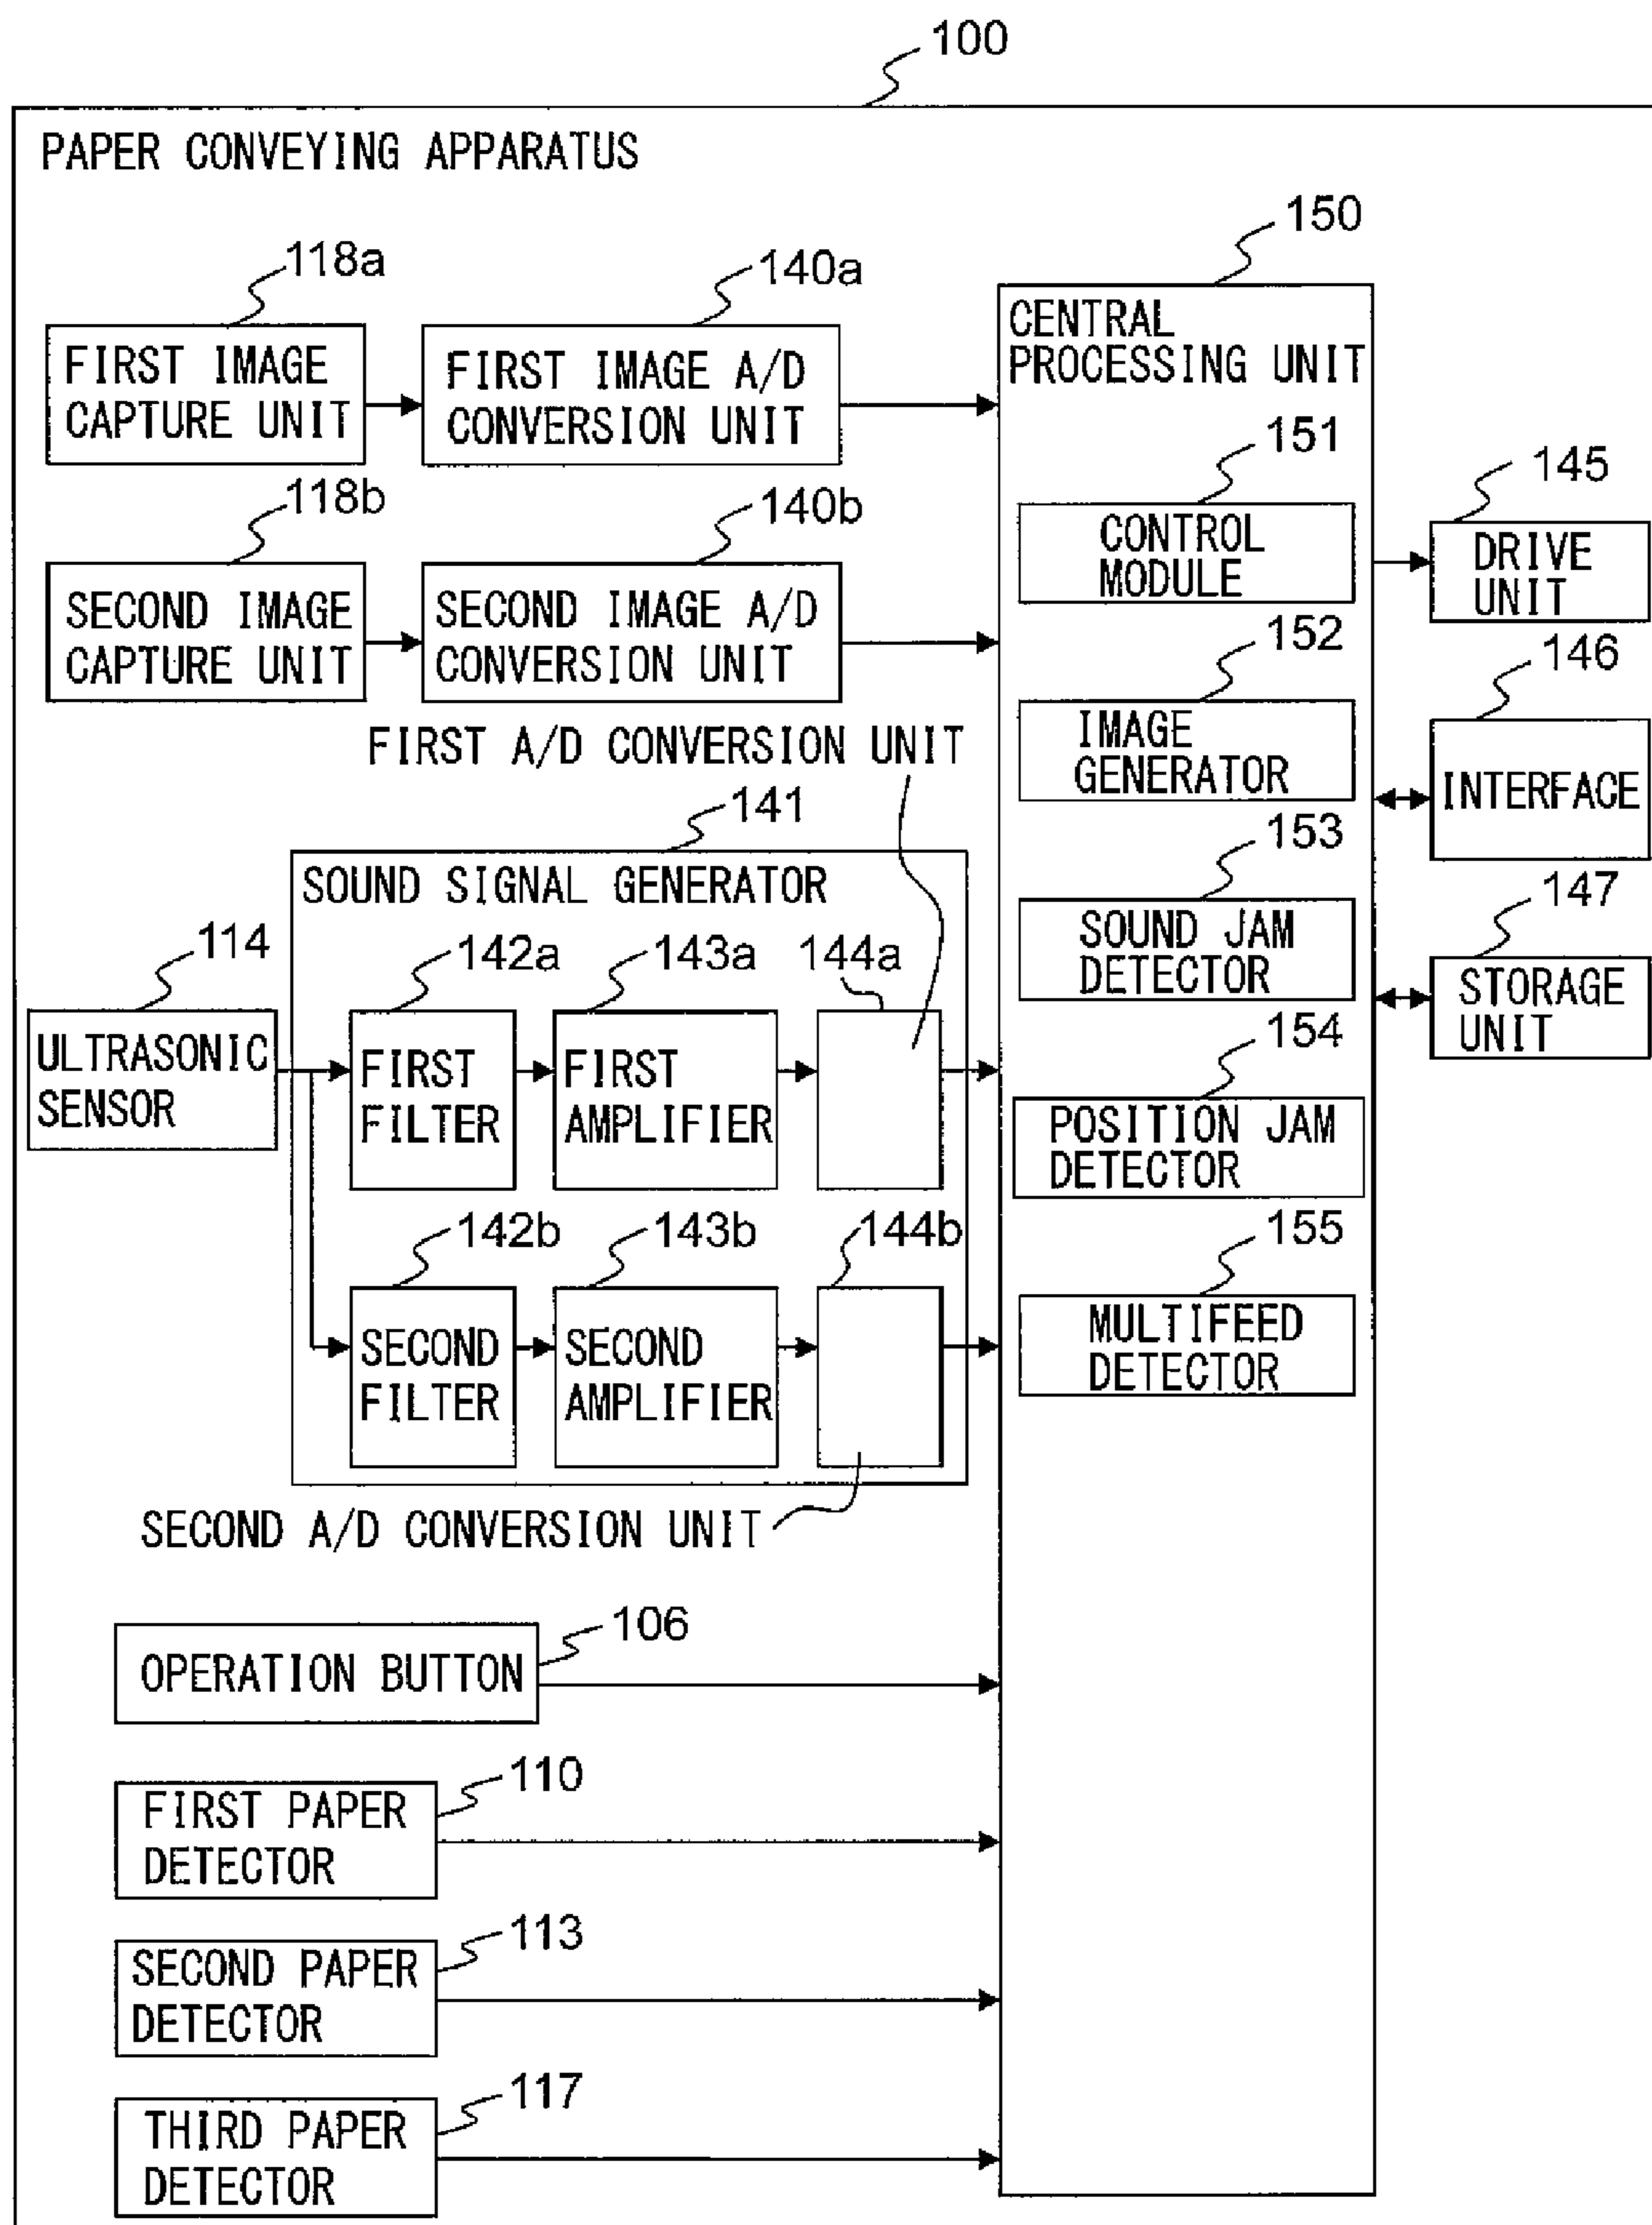 100
PAPER CONVEYING APPARATUS
150
118a
140a
CENTRAL
PROCESSING UNIT
FIRST IMAGE
CAPTURE UNIT
FIRST IMAGE A/D
CONVERSION UNIT
151
CONTROL
MODULE
145
DRIVE
UNIT
118b
140b
SECOND IMAGE
CAPTURE UNIT
SECOND IMAGE A/D
CONVERSION UNIT
152
IMAGE
GENERATOR
146
INTERFACE
FIRST A/D CONVERSION UNIT
141
SOUND SIGNAL GENERATOR
153
SOUND JAM
DETECTOR
147
STORAGE
UNIT
114
142a
143a
144a
ULTRASONIC
SENSOR
FIRST
FILTER
FIRST
AMPLIFIER
154
POSITION JAM
DETECTOR
142b
143b
144b
SECOND
FILTER
SECOND
AMPLIFIER
155
MULTIFEED
DETECTOR
SECOND A/D CONVERSION UNIT
106
OPERATION BUTTON
110
FIRST PAPER
DETECTOR
113
SECOND PAPER
DETECTOR
117
THIRD PAPER
DETECTOR